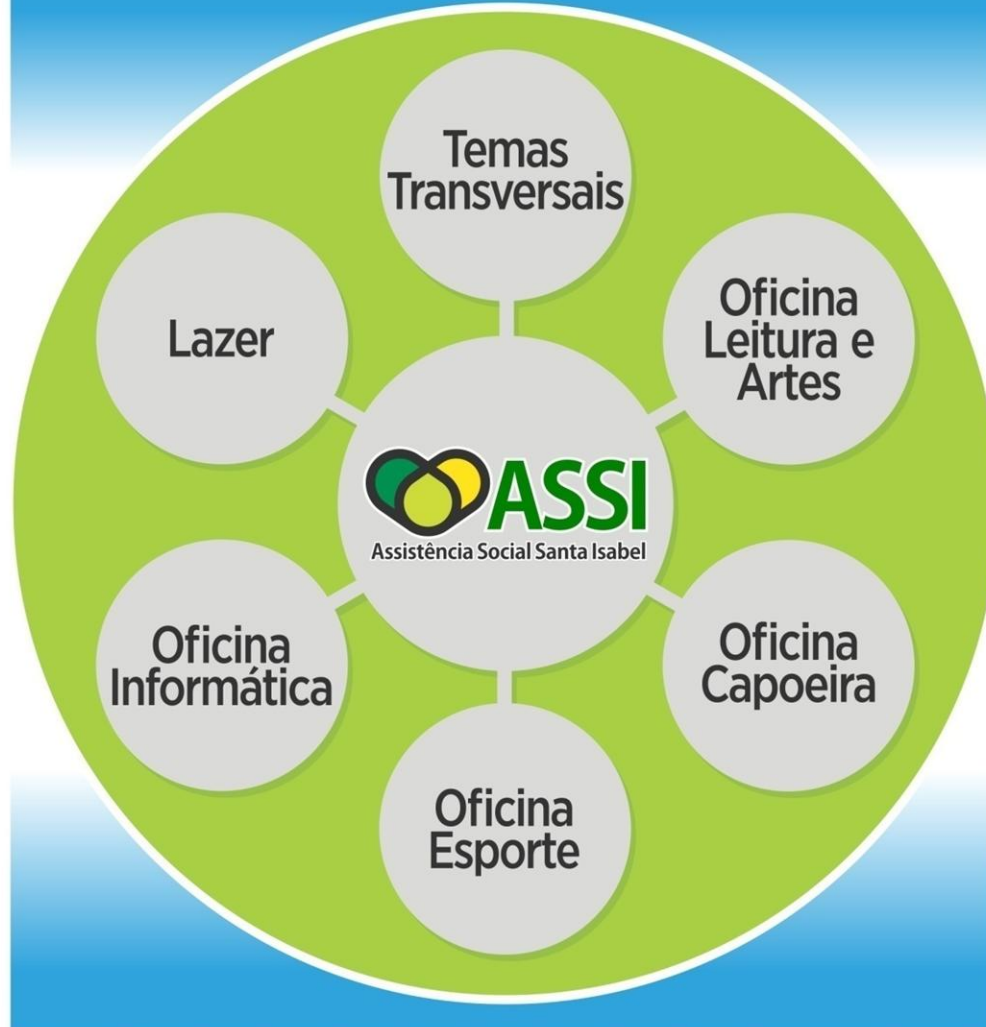 Temas
Transversais
Oficina
Leitura e
Artes
Lazer
ASSI
Assistência Social Santa Isabel
Oficina
Informática
Oficina
Capoeira
Oficina
Esporte